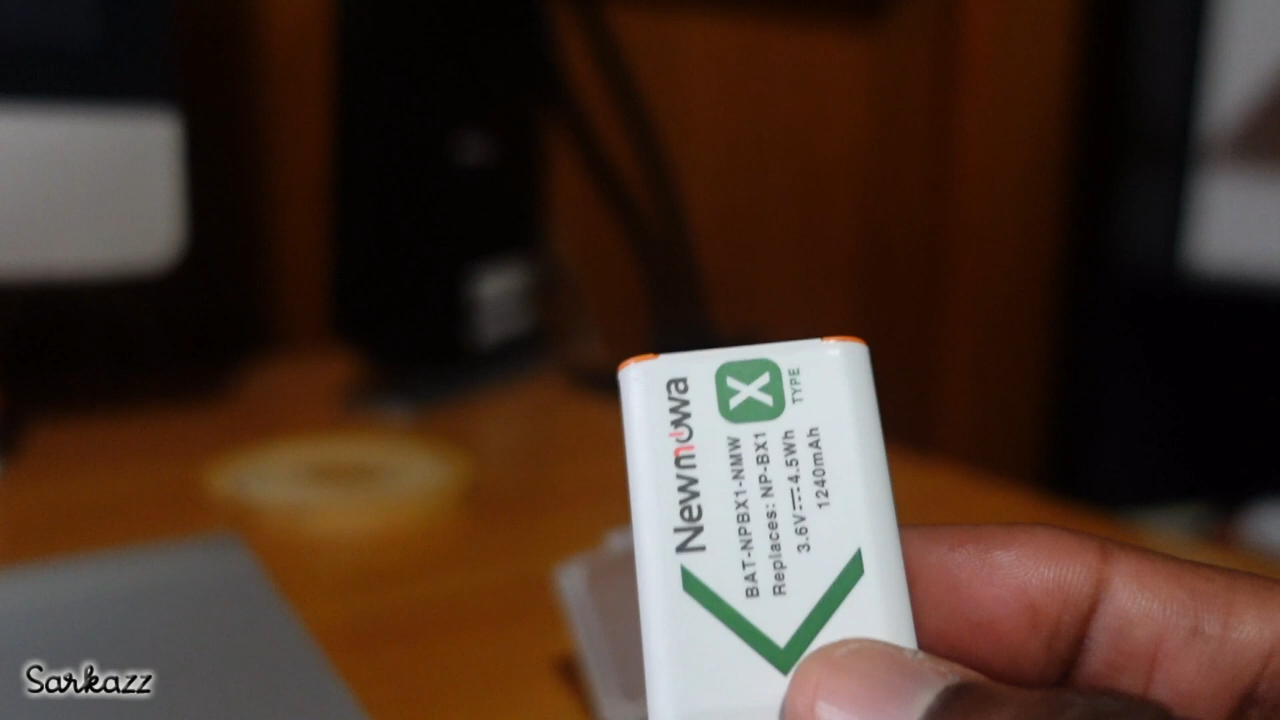 Newmowa
X
TYPE
BAT-NPBX1-NMW
Replaces: NP-BX1
3.6V⎓4.5Wh
1240mAh
Sarkazz